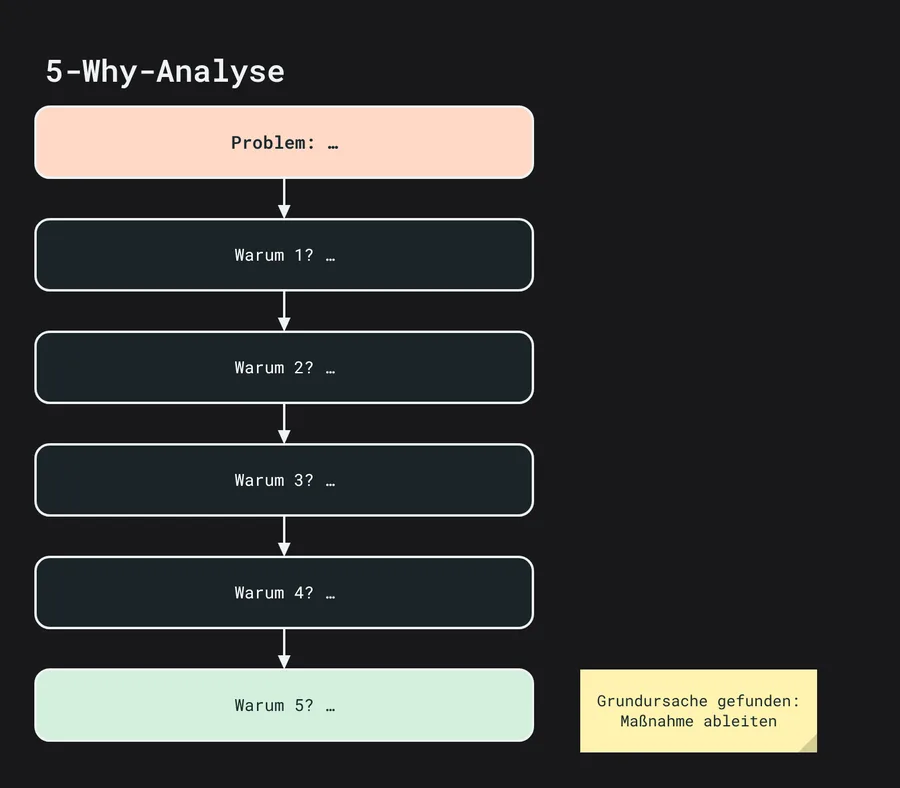 5-Why-Analyse
Problem: …
Warum 1? …
Warum 2? …
Warum 3? …
Warum 4? …
Warum 5? …
Grundursache gefunden:
Maßnahme ableiten